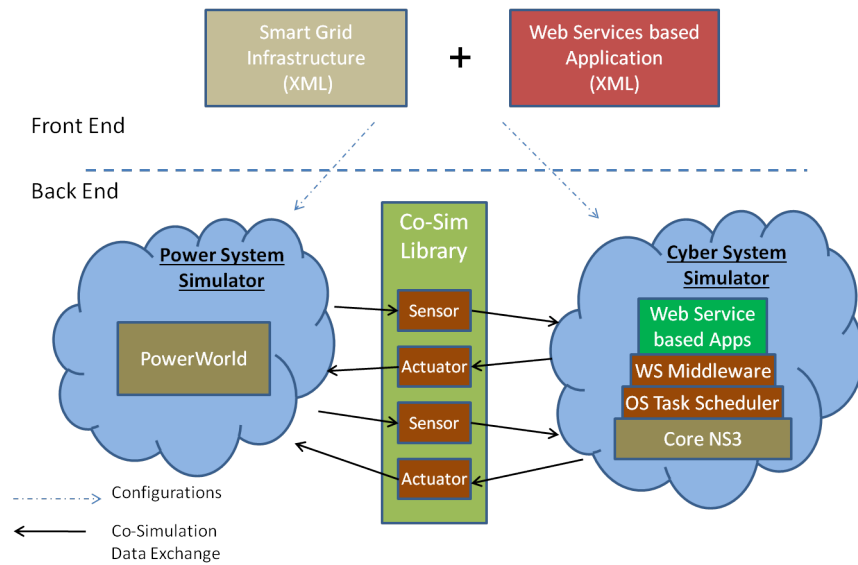 Smart Grid
Infrastructure
(XML)
+
Web Services based
Application
(XML)
Front End
Back End
Power System
Simulator
PowerWorld
Co-Sim
Library
Sensor
Actuator
Sensor
Actuator
Cyber System
Simulator
Web Service
based Apps
WS Middleware
OS Task Scheduler
Core NS3
Configurations
Co-Simulation
Data Exchange